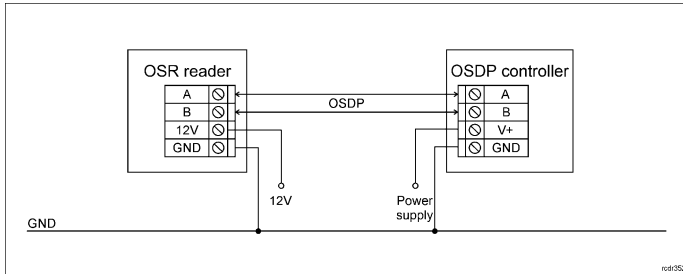 OSR reader
A
B
12V
GND
OSDP
OSDP controller
A
B
V+
GND
12V
Power
supply
GND